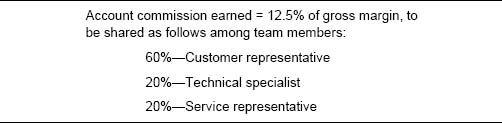 Account commission earned = 12.5% of gross margin, to
be shared as follows among team members:
60%—Customer representative
20%—Technical specialist
20%—Service representative